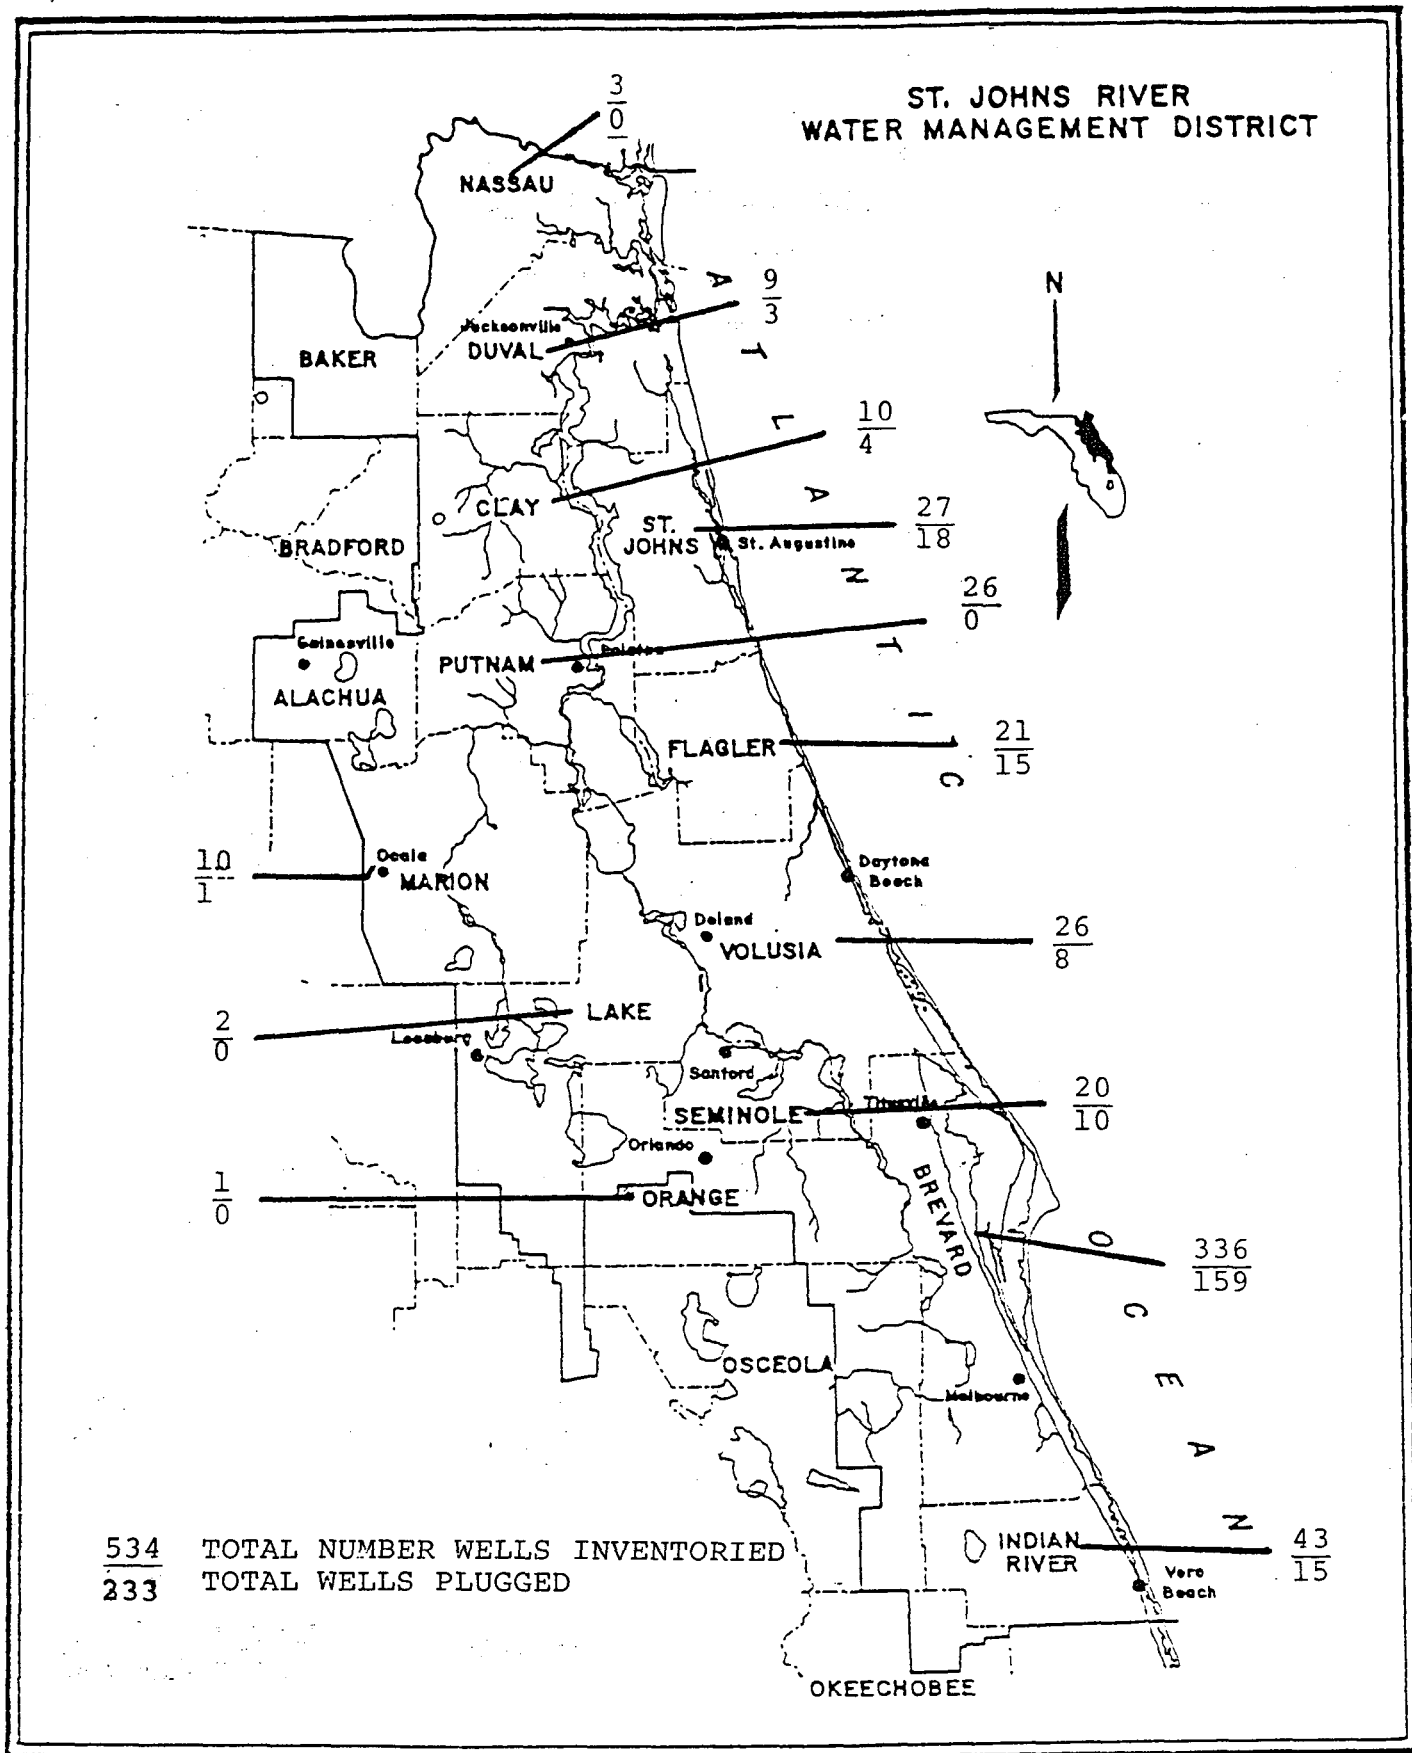 ST. JOHNS RIVER
WATER MANAGEMENT DISTRICT
3
0
NASSAU
A
9
3
N
Jacksonville
DUVAL
T
BAKER
L
10
4
CLAY
A
27
18
ST.
JOHNS
St. Augustine
BRADFORD
N
26
0
Gainesville
PUTNAM
Palatka
T
ALACHUA
I
21
15
FLAGLER
C
10
1
Ocala
MARION
Daytona
Beach
Deland
VOLUSIA
26
8
2
0
LAKE
Leesburg
Sanford
SEMINOLE
Titusville
20
10
Orlando
1
0
ORANGE
BREVARD
O
336
159
C
OSCEOLA
E
Melbourne
A
N
INDIAN
RIVER
43
15
Vero
Beach
534 TOTAL NUMBER WELLS INVENTORIED
233 TOTAL WELLS PLUGGED
OKEECHOBEE